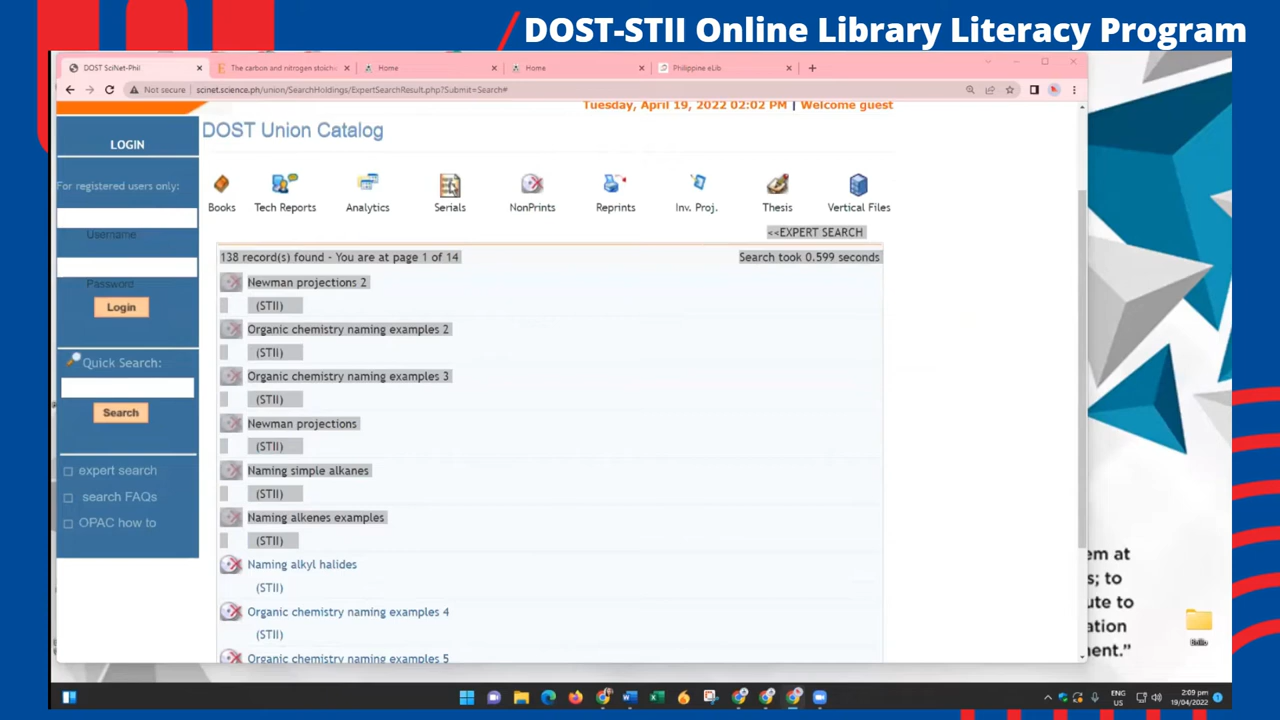 DOST-STII Online Library Literacy Program
DOST SciNet-Phil
The carbon and nitrogen stoich
Home
Home
Philippine eLib
Not secure
scinet.science.ph/union/SearchHoldings/ExpertSearchResult.php?Submit=Search#
Tuesday, April 19, 2022 02:02 PM | Welcome guest
LOGIN
For registered users only:
Username
Password
Login
Quick Search:
Search
expert search
search FAQs
OPAC how to
DOST Union Catalog
Books
Tech Reports
Analytics
Serials
NonPrints
Reprints
Inv. Proj.
Thesis
Vertical Files
<<EXPERT SEARCH
138 record(s) found - You are at page 1 of 14
Search took 0.599 seconds
Newman projections 2
(STII)
Organic chemistry naming examples 2
(STII)
Organic chemistry naming examples 3
(STII)
Newman projections
(STII)
Naming simple alkanes
(STII)
Naming alkenes examples
(STII)
Naming alkyl halides
(STII)
Organic chemistry naming examples 4
(STII)
Organic chemistry naming examples 5
em at
s; to
ute to
ation
ent.”
ENG
US
2:09 pm
19/04/2022